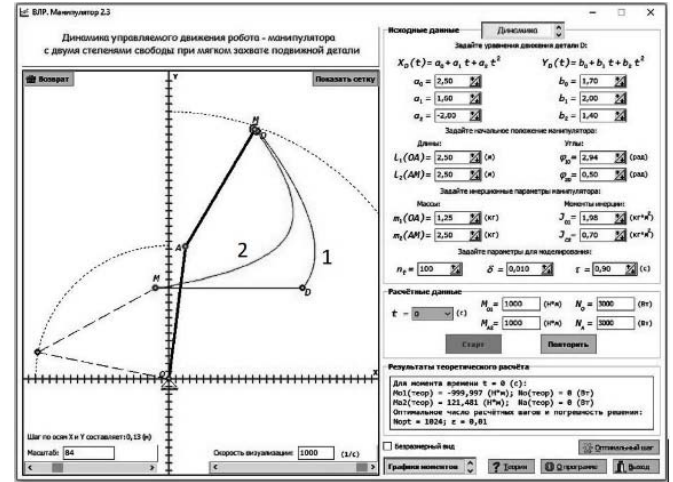 ВЛР. Манипулятор 2.3
Динамика управляемого движения робота - манипулятора
с двумя степенями свободы при мягком захвате подвижной детали
Возврат
Y
Показать сетку
M
D
A
2
1
M
D
O
X
Шаг по осям X и Y составляет: 0,13 (м)
Масштаб: 84
Скорость визуализации: 1000 (1/с)
Исходные данные
Динамика
Задайте уравнения движения детали D:
X_D(t)= a₀+a₁ t+a₂ t²
Y_D(t)= b₀+b₁ t+b₂ t²
a₀ = 2,50
b₀ = 1,70
a₁ = 1,60
b₁ = 2,00
a₂ = -2,00
b₂ = 1,40
Задайте начальное положение манипулятора:
Длины:
Углы:
L₁(OA)= 2,50 (м)
φ₁₀= 2,94 (рад)
L₂(AM)= 2,50 (м)
φ₂₀= 0,50 (рад)
Задайте инерционные параметры манипулятора:
Массы:
Моменты инерции:
m₁(OA)= 1,25 (кг)
= 1,98 (кг*м²)
m₂(AM)= 2,50 (кг)
= 0,70 (кг*м²)
Задайте параметры для моделирования:
= 100
δ = 0,010
τ = 0,90 (с)
Расчётные данные
t = 0 (с)
= 1000 (Н*м)
= 3000 (Вт)
= 1000 (Н*м)
= 3000 (Вт)
Старт
Повторить
Результаты теоретического расчёта
Для момента времени t = 0 (с):
Mo1(теор) = -999,997 (Н*м); No(теор) = 0 (Вт)
Ma2(теор) = 121,481 (Н*м); Na(теор) = 0 (Вт)
Оптимальное число расчётных шагов и погрешность решения:
Nopt = 1024; ε = 0,01
Безразмерный вид
Оптимальный шаг
Графики моментов
Теория
О программе
Выход